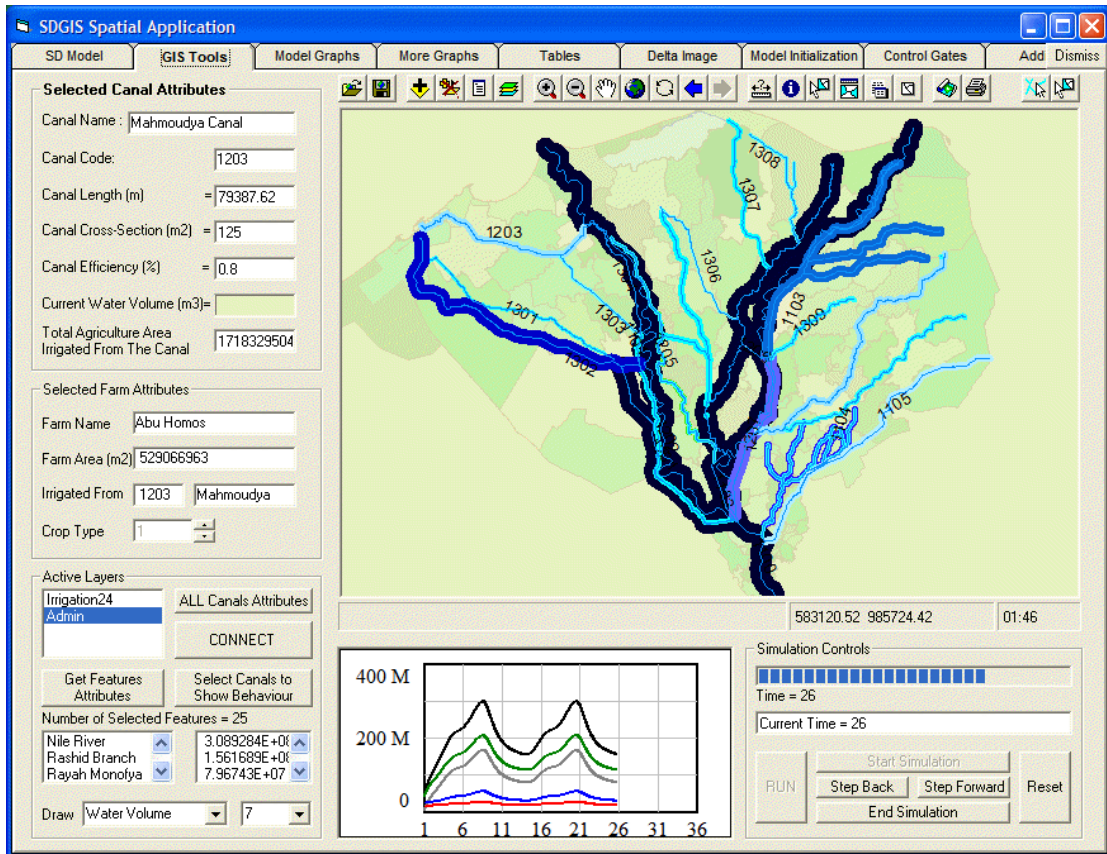 SDGIS Spatial Application
SD Model GIS Tools Model Graphs More Graphs Tables Delta Image Model Initialization Control Gates Add Dismiss
Selected Canal Attributes
Canal Name : Mahmoudya Canal
Canal Code: 1203
Canal Length (m) = 79387.62
Canal Cross-Section (m2) = 125
Canal Efficiency (%) = 0.8
Current Water Volume (m3)=
Total Agriculture Area
Irrigated From The Canal 1718329504
Selected Farm Attributes
Farm Name Abu Homos
Farm Area (m2) 529066963
Irrigated From 1203 Mahmoudya
Crop Type 1
Active Layers
Irrigation24
Admin
ALL Canals Attributes
CONNECT
Get Features
Attributes
Select Canals to
Show Behaviour
Number of Selected Features = 25
Nile River 3.089284E+08
Rashid Branch 1.561689E+
Rayah Monofya 7.96743E+07
Draw Water Volume 7
1308
1307
1203
1306
1301
1303
1103
1309
1302
1305
1304
1105
583120.52 985724.42 01:46
400 M
200 M
0
1 6 11 16 21 26 31 36
Simulation Controls
Time = 26
Current Time = 26
RUN
Start Simulation
Step Back Step Forward
End Simulation
Reset